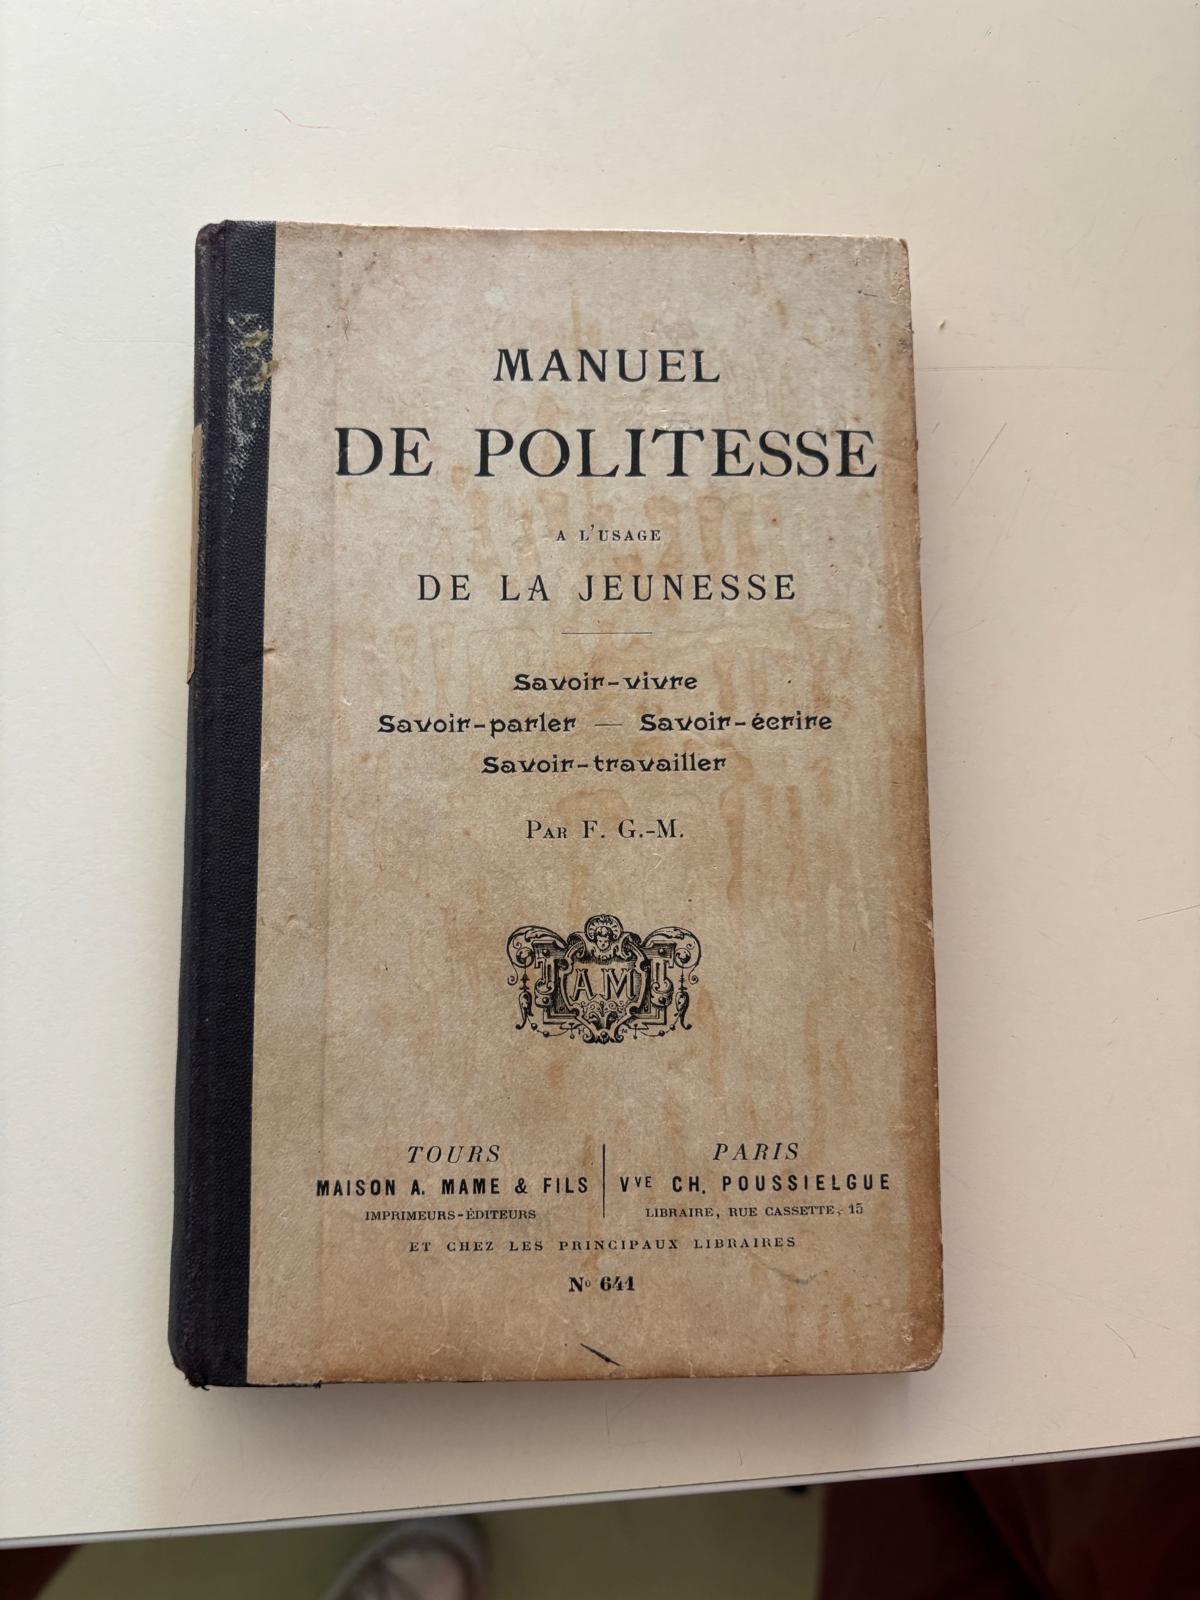 MANUEL
DE POLITESSE
A L'USAGE
DE LA JEUNESSE
Savoir-vivre
Savoir-parler — Savoir-écrire
Savoir-travailler
PAR F. G.-M.
AM
TOURS
MAISON A. MAME & FILS
IMPRIMEURS-ÉDITEURS
PARIS
VVE CH. POUSSIELGUE
LIBRAIRE, RUE CASSETTE, 15
ET CHEZ LES PRINCIPAUX LIBRAIRES
No 641